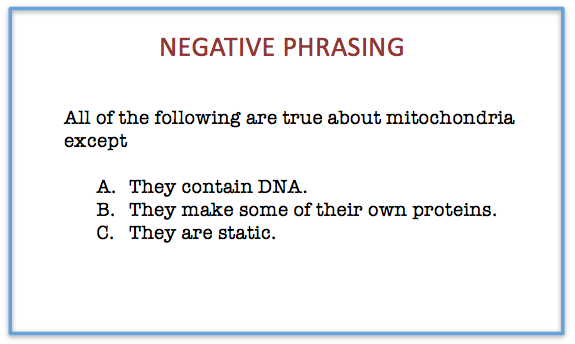 NEGATIVE PHRASING
All of the following are true about mitochondria
except
A. They contain DNA.
B. They make some of their own proteins.
C. They are static.